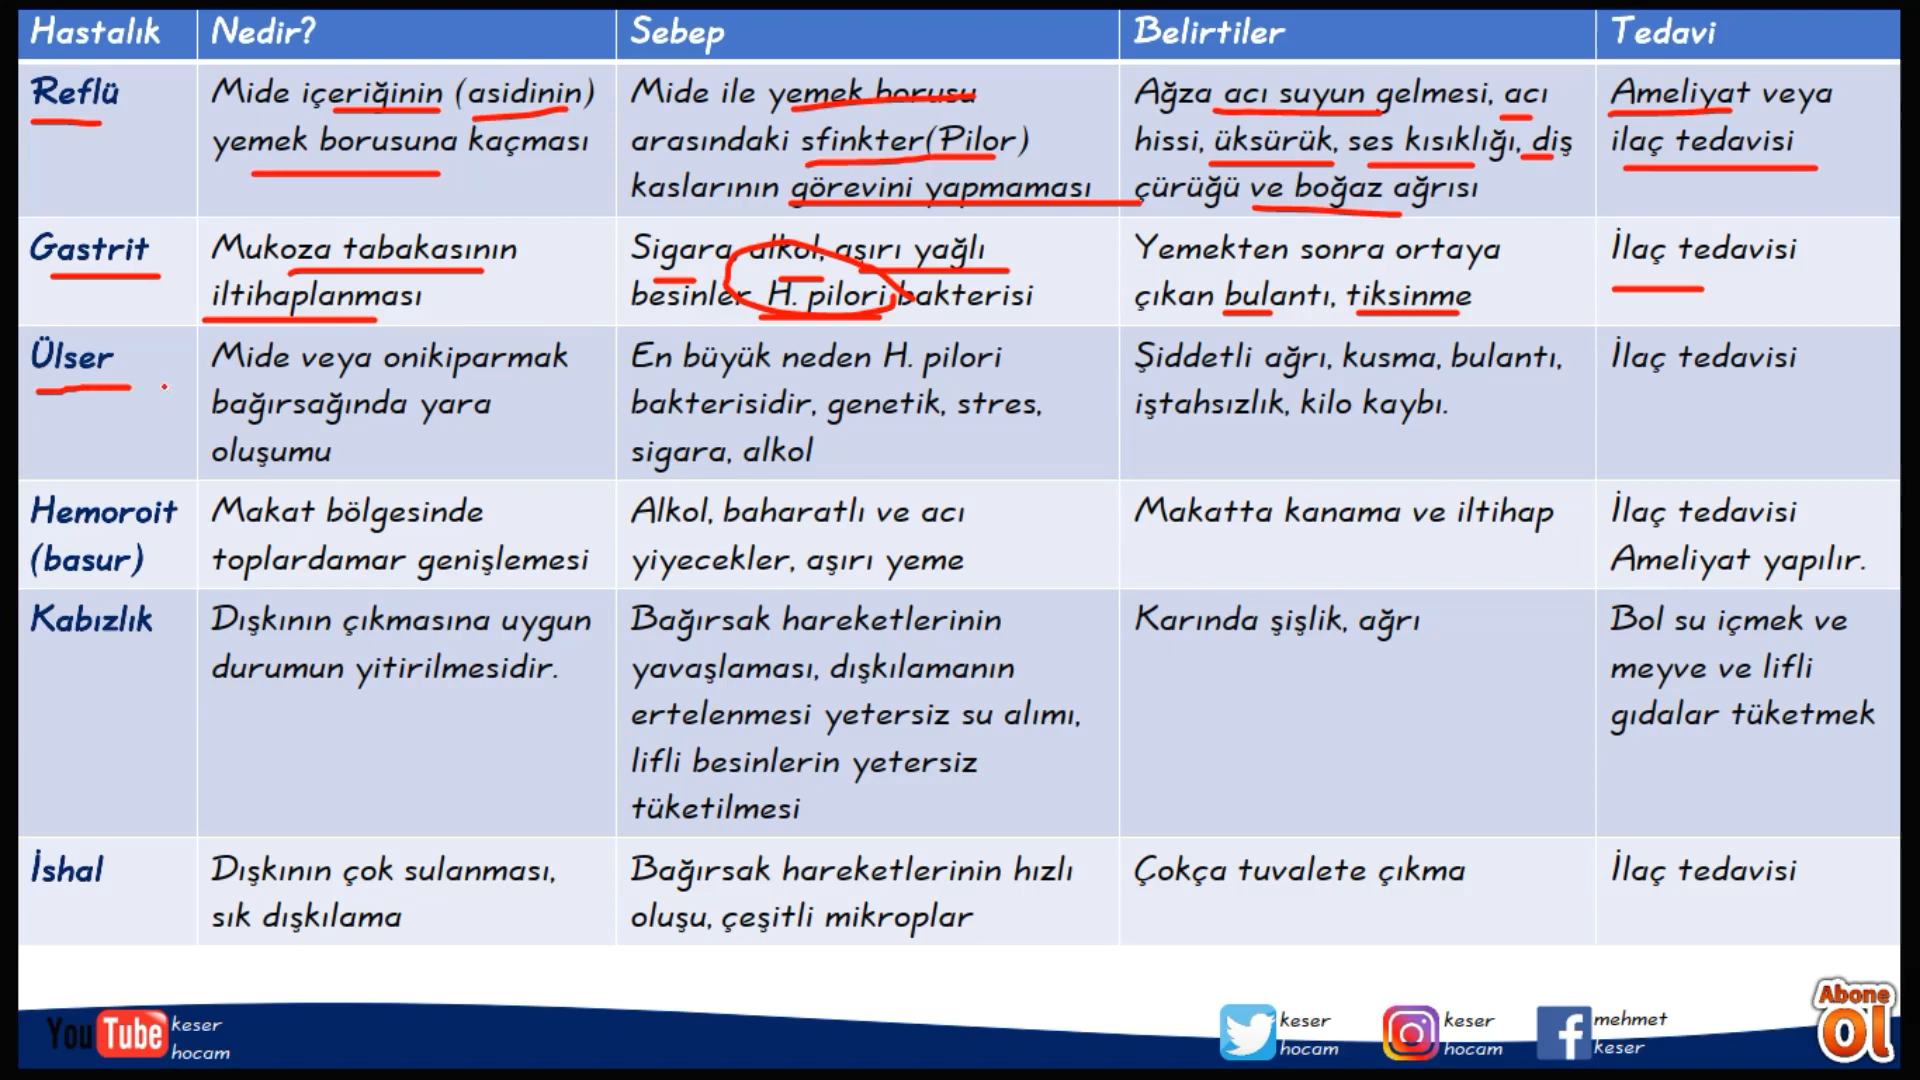 Hastalık
Nedir?
Sebep
Belirtiler
Tedavi
Reflü
Mide içeriğinin (asidinin)
yemek borusuna kaçması
Mide ile yemek borusu
arasındaki sfinkter(Pilor)
kaslarının görevini yapmaması
Ağza acı suyun gelmesi, acı
hissi, üksürük, ses kısıklığı, diş
çürüğü ve boğaz ağrısı
Ameliyat veya
ilaç tedavisi
Gastrit
Mukoza tabakasının
iltihaplanması
Sigara, alkol, aşırı yağlı
besinler, H. pilori bakterisi
Yemekten sonra ortaya
çıkan bulantı, tiksinme
İlaç tedavisi
Ülser
Mide veya onikiparmak
bağırsağında yara
oluşumu
En büyük neden H. pilori
bakterisidir, genetik, stres,
sigara, alkol
Şiddetli ağrı, kusma, bulantı,
iştahsızlık, kilo kaybı.
İlaç tedavisi
Hemoroit
(basur)
Makat bölgesinde
toplardamar genişlemesi
Alkol, baharatlı ve acı
yiyecekler, aşırı yeme
Makatta kanama ve iltihap
İlaç tedavisi
Ameliyat yapılır.
Kabızlık
Dışkının çıkmasına uygun
durumun yitirilmesidir.
Bağırsak hareketlerinin
yavaşlaması, dışkılamanın
ertelenmesi yetersiz su alımı,
lifli besinlerin yetersiz
tüketilmesi
Karında şişlik, ağrı
Bol su içmek ve
meyve ve lifli
gıdalar tüketmek
İshal
Dışkının çok sulanması,
sık dışkılama
Bağırsak hareketlerinin hızlı
oluşu, çeşitli mikroplar
Çokça tuvalete çıkma
İlaç tedavisi
YouTube
keser
hocam
keser
hocam
keser
hocam
mehmet
keser
Abone
Ol